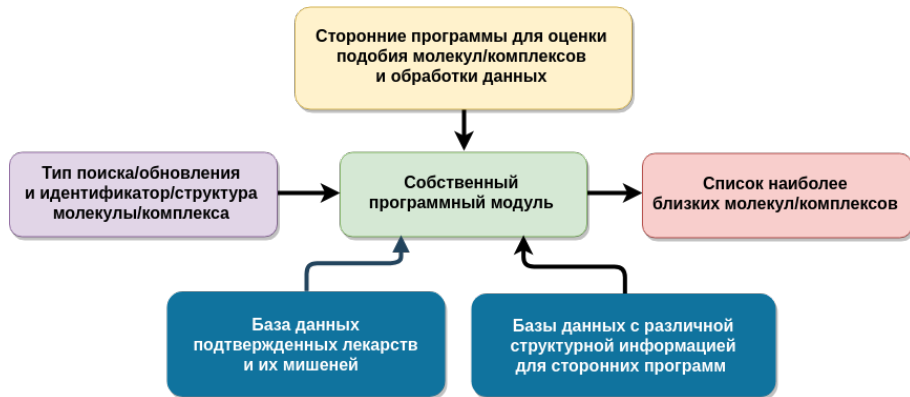 Сторонние программы для оценки
подобия молекул/комплексов
и обработки данных
Тип поиска/обновления
и идентификатор/структура
молекулы/комплекса
Собственный
программный модуль
Список наиболее
близких молекул/комплексов
База данных
подтвержденных лекарств
и их мишеней
Базы данных с различной
структурной информацией
для сторонних программ